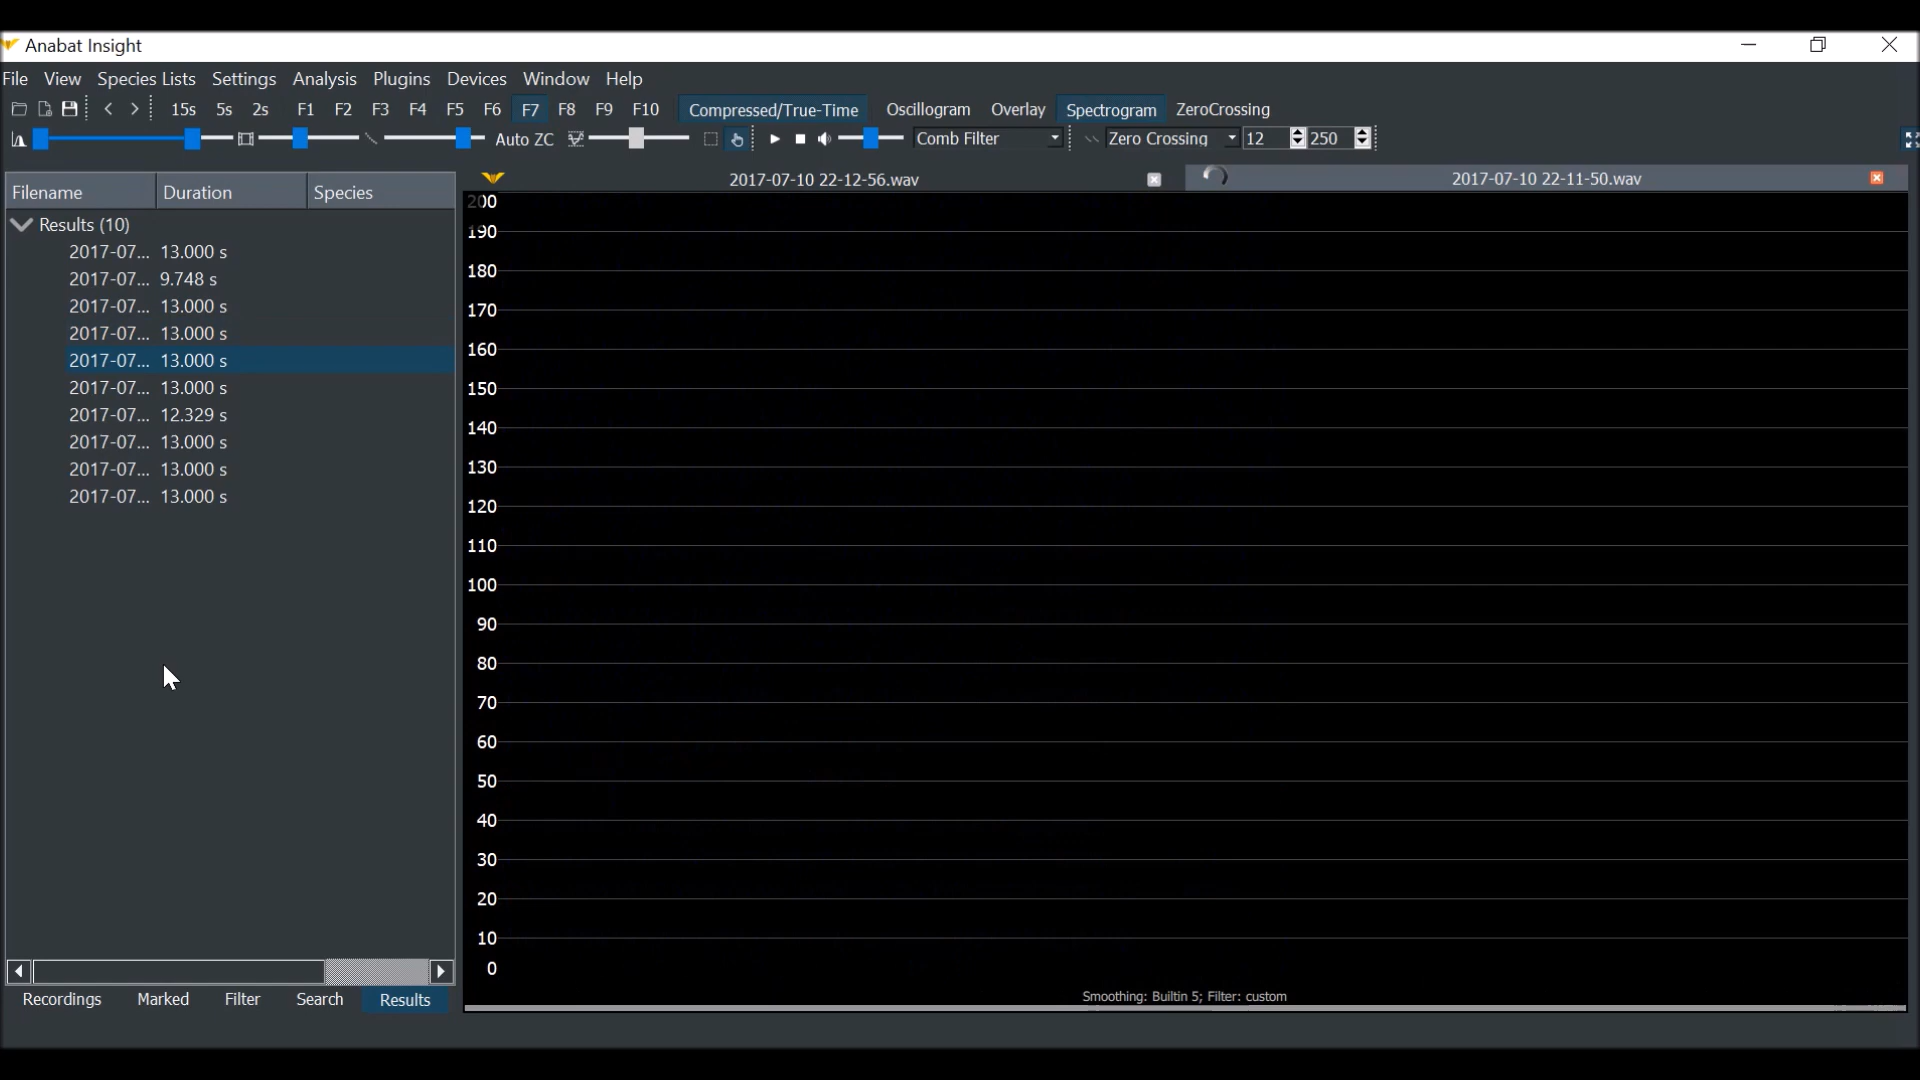 Anabat Insight
File View Species Lists Settings Analysis Plugins Devices Window Help
15s 5s 2s F1 F2 F3 F4 F5 F6 F7 F8 F9 F10 Compressed/True-Time Oscillogram Overlay Spectrogram ZeroCrossing
Auto ZC Comb Filter Zero Crossing 12 250
Filename Duration Species
2017-07-10 22-12-56.wav 2017-07-10 22-11-50.wav
Results (10)
2017-07... 13.000 s
2017-07... 9.748 s
2017-07... 13.000 s
2017-07... 13.000 s
2017-07... 13.000 s
2017-07... 13.000 s
2017-07... 12.329 s
2017-07... 13.000 s
2017-07... 13.000 s
2017-07... 13.000 s
200
190
180
170
160
150
140
130
120
110
100
90
80
70
60
50
40
30
20
10
0
Smoothing: Builtin 5; Filter: custom
Recordings Marked Filter Search Results